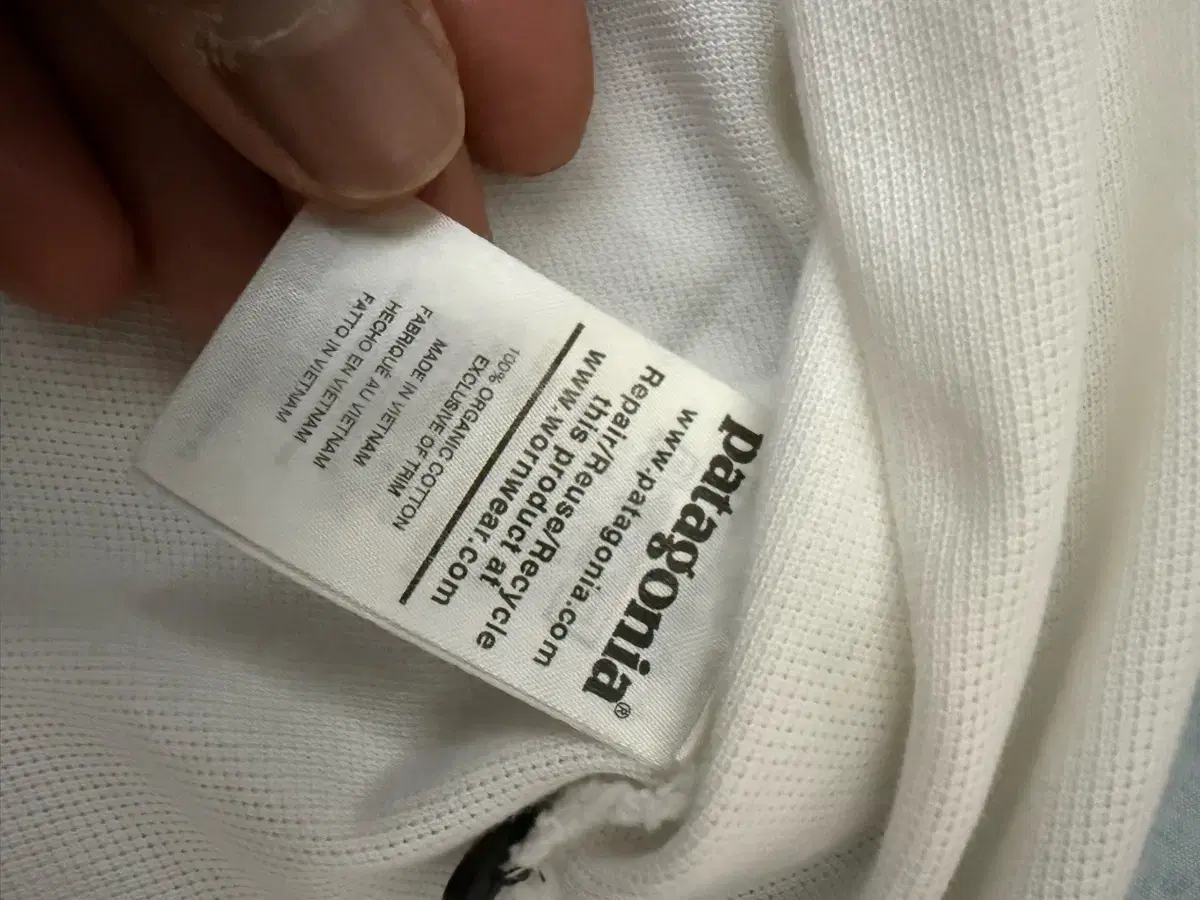 patagonia®
www.patagonia.com
Repair/Reuse/Recycle
this product at
www.wornwear.com
100% ORGANIC COTTON
EXCLUSIVE OF TRIM
MADE IN VIETNAM
FABRIQUÉ AU VIETNAM
HECHO EN VIETNAM
FATTO IN VIETNAM